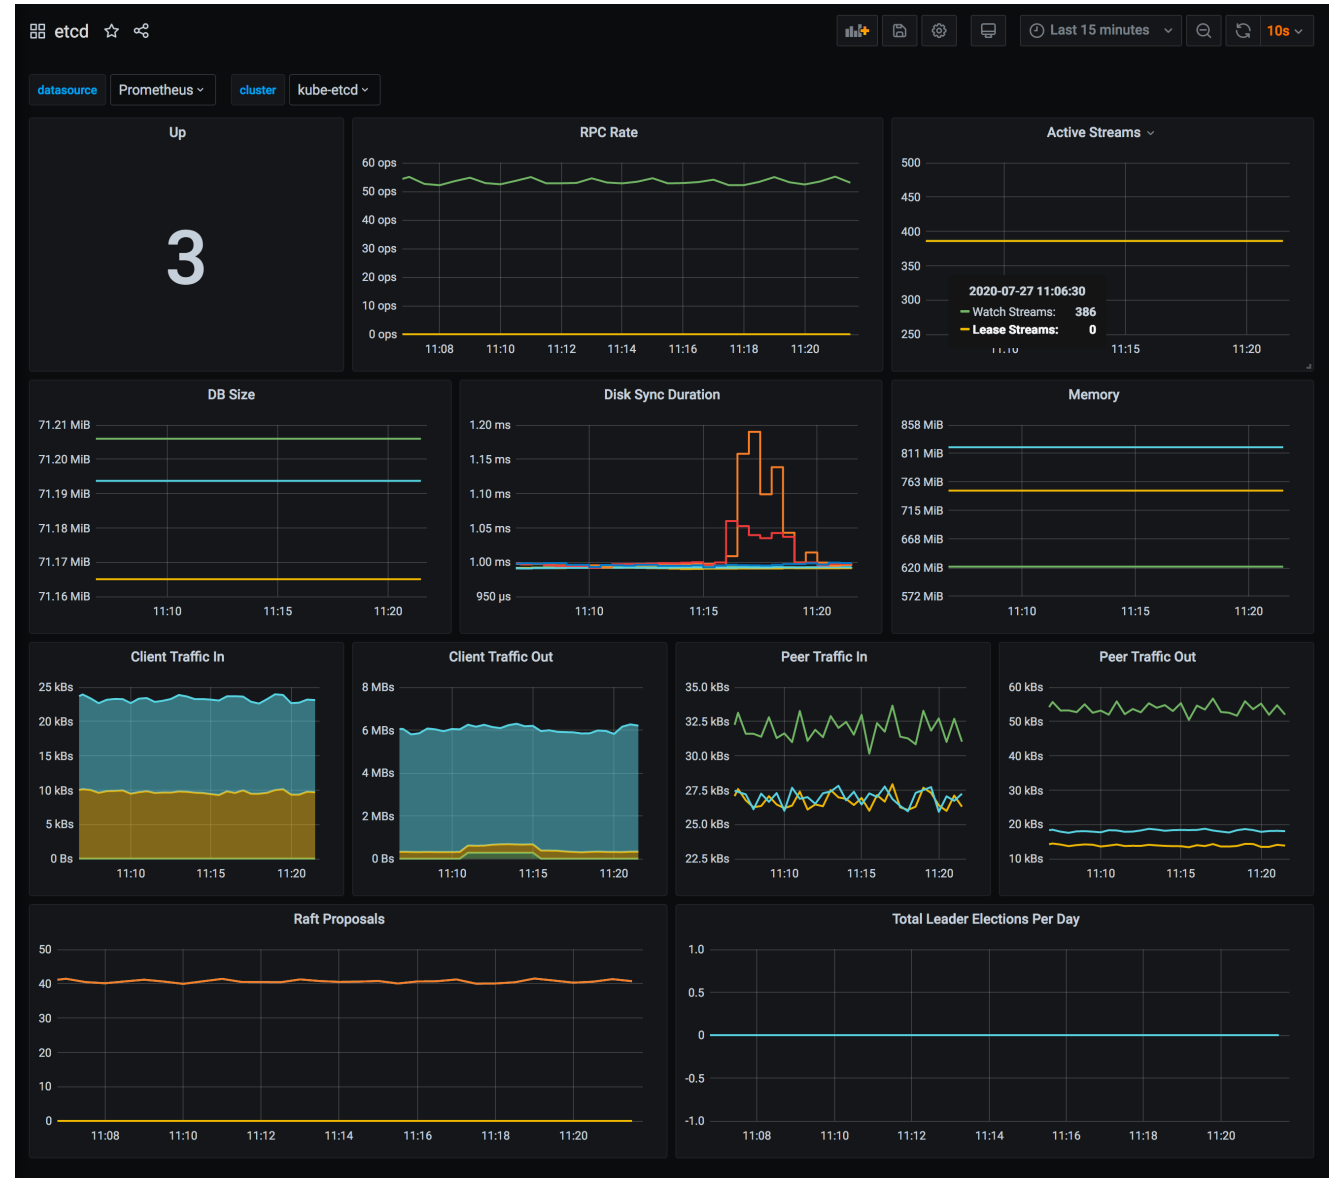 etcd
Last 15 minutes
10s
datasource
Prometheus
cluster
kube-etcd
Up
3
RPC Rate
60 ops
50 ops
40 ops
30 ops
20 ops
10 ops
0 ops
11:08 11:10 11:12 11:14 11:16 11:18 11:20
Active Streams
500
450
400
350
300
250
2020-07-27 11:06:30
Watch Streams: 386
Lease Streams: 0
11:10 11:15 11:20
DB Size
71.21 MiB
71.20 MiB
71.19 MiB
71.18 MiB
71.17 MiB
71.16 MiB
11:10 11:15 11:20
Disk Sync Duration
1.20 ms
1.15 ms
1.10 ms
1.05 ms
1.00 ms
950 µs
11:10 11:15 11:20
Memory
858 MiB
811 MiB
763 MiB
715 MiB
668 MiB
620 MiB
572 MiB
11:10 11:15 11:20
Client Traffic In
25 kBs
20 kBs
15 kBs
10 kBs
5 kBs
0 Bs
11:10 11:15 11:20
Client Traffic Out
8 MBs
6 MBs
4 MBs
2 MBs
0 Bs
11:10 11:15 11:20
Peer Traffic In
35.0 kBs
32.5 kBs
30.0 kBs
27.5 kBs
25.0 kBs
22.5 kBs
11:10 11:15 11:20
Peer Traffic Out
60 kBs
50 kBs
40 kBs
30 kBs
20 kBs
10 kBs
11:10 11:15 11:20
Raft Proposals
50
40
30
20
10
0
11:08 11:10 11:12 11:14 11:16 11:18 11:20
Total Leader Elections Per Day
1.0
0.5
0
-0.5
-1.0
11:08 11:10 11:12 11:14 11:16 11:18 11:20